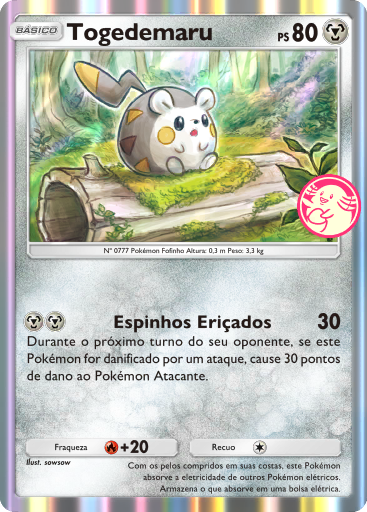 BÁSICO Togedemaru PS 80
Nº 0777 Pokémon Fofinho Altura: 0,3 m Peso: 3,3 kg
Espinhos Eriçados 30
Durante o próximo turno do seu oponente, se este
Pokémon for danificado por um ataque, cause 30 pontos
de dano ao Pokémon Atacante.
Fraqueza +20 Recuo
Ilust. sowsow
Com os pelos compridos em suas costas, este Pokémon
absorve a eletricidade de outros Pokémon elétricos.
Armazena o que absorve em uma bolsa elétrica.